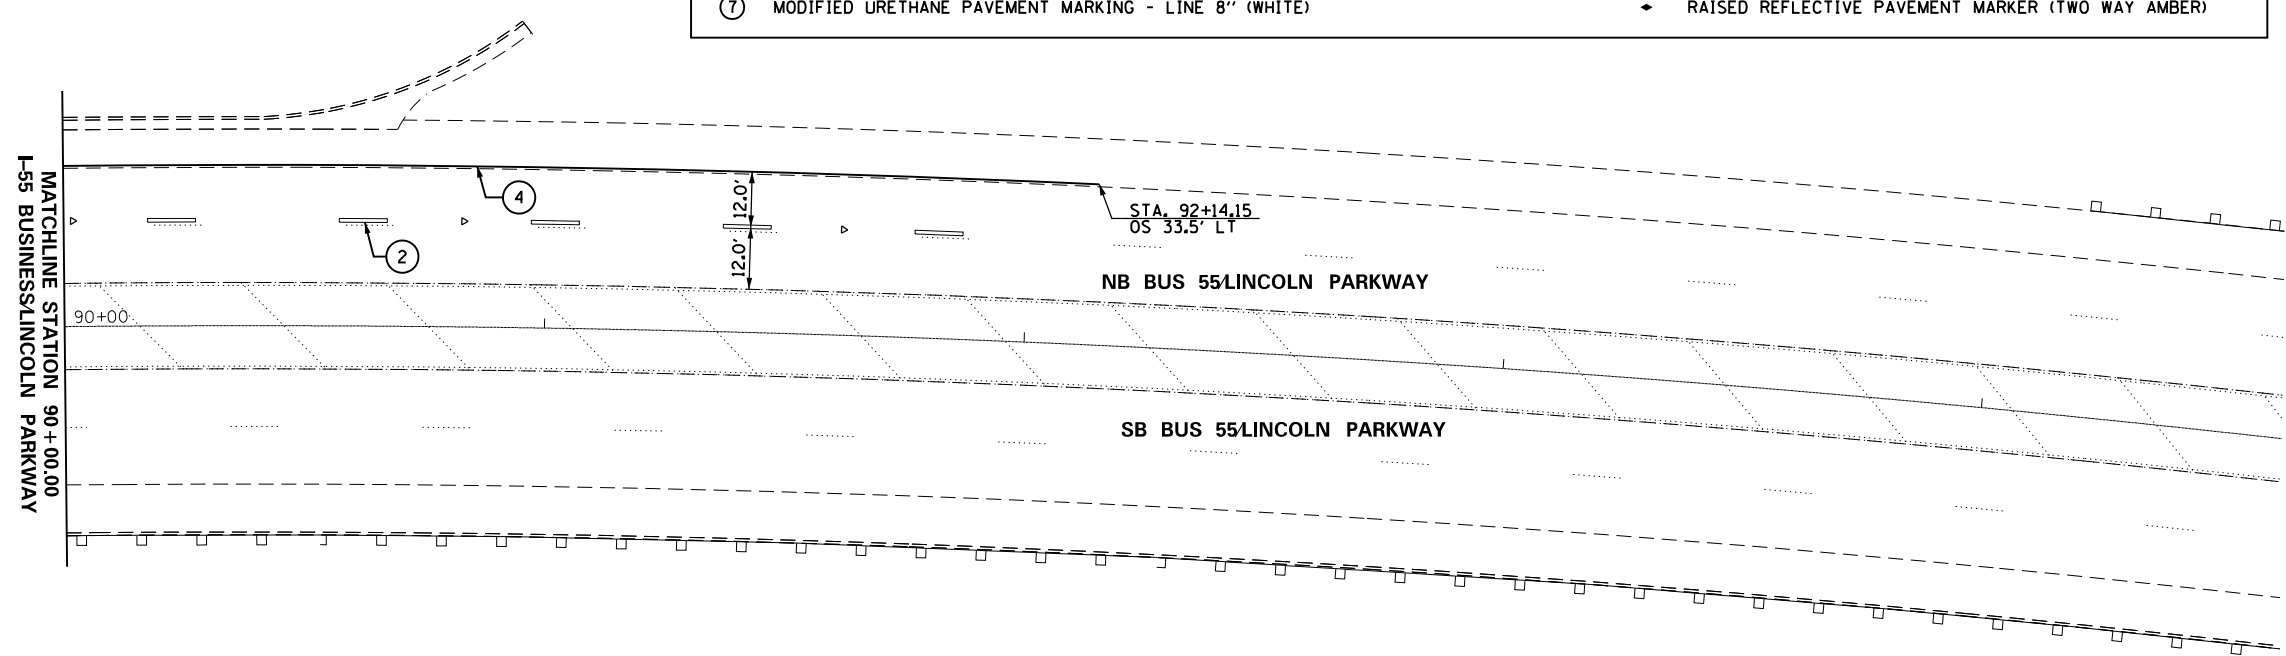 7 MODIFIED URETHANE PAVEMENT MARKING - LINE 8'' (WHITE)
RAISED REFLECTIVE PAVEMENT MARKER (TWO WAY AMBER)
MATCHLINE STATION 90+00.00
I-55 BUSINESS/LINCOLN PARKWAY
4
12.0'
2
12.0'
STA. 92+14.15
OS 33.5' LT
NB BUS 55/LINCOLN PARKWAY
90+00
SB BUS 55/LINCOLN PARKWAY